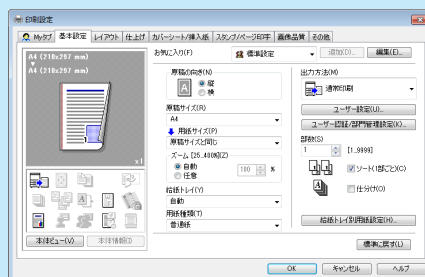 印刷設定
Myタブ 基本設定 レイアウト 仕上げ カバーシート/挿入紙 スタンプ/ページ印字 画像品質 その他
A4 (210x297 mm)
A4 (210x297 mm)
x1
本体ビュー(V) 本体情報(I)
お気に入り(F) 標準設定 追加(D)... 編集(E)...
原稿の向き(N)
縦
横
原稿サイズ(R)
A4
用紙サイズ(P)
原稿サイズと同じ
ズーム [25..400%](Z)
自動
任意
100 %
給紙トレイ(Y)
自動
用紙種類(T)
普通紙
出力方法(M)
通常印刷
ユーザー設定(U)...
ユーザー認証/部門管理設定(K)...
部数(S)
1 [1..9999]
ソート(1部ごと)(C)
仕分け(O)
給紙トレイ別用紙設定(H)...
標準に戻す(L)
OK キャンセル ヘルプ